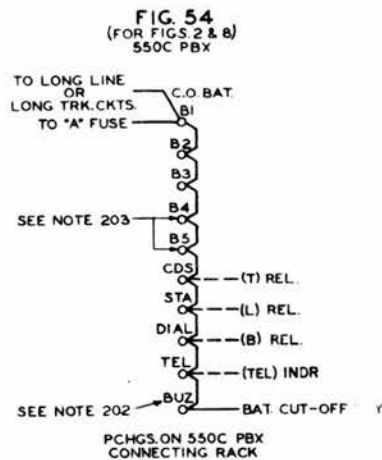 FIG. 54
(FOR FIGS. 2 & 8)
550C PBX
TO LONG LINE
OR
LONG TRK. CKTS.
C.O. BAT.
B1
TO "A" FUSE
B2
B3
B4
SEE NOTE 203
B5
CDS
(T) REL.
STA
(L) REL.
DIAL
(B) REL.
TEL
(TEL) INDR
BUZ
SEE NOTE 202
BAT. CUT-OFF
Y
PCHGS. ON 550C PBX
CONNECTING RACK